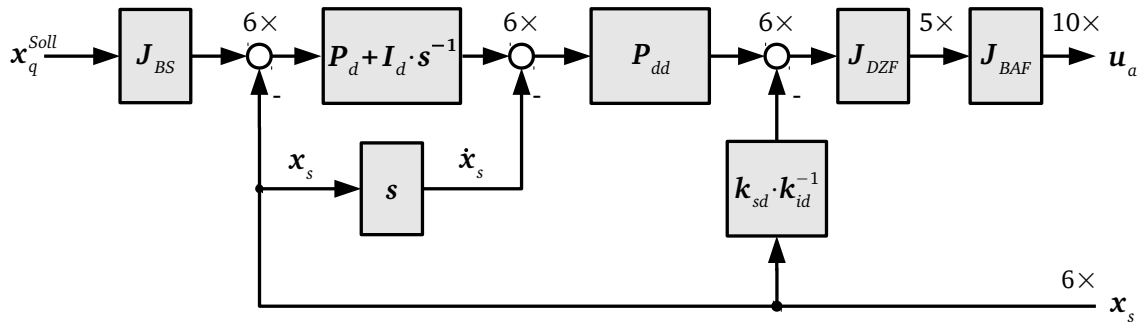 6× 6× 6× 5× 10×
x_q^Soll J_BS P_d+I_d·s⁻¹ P_dd J_DZF J_BAF u_a
- - -
x_s ẋ_s
s k_sd·k_id⁻¹
6×
x_s